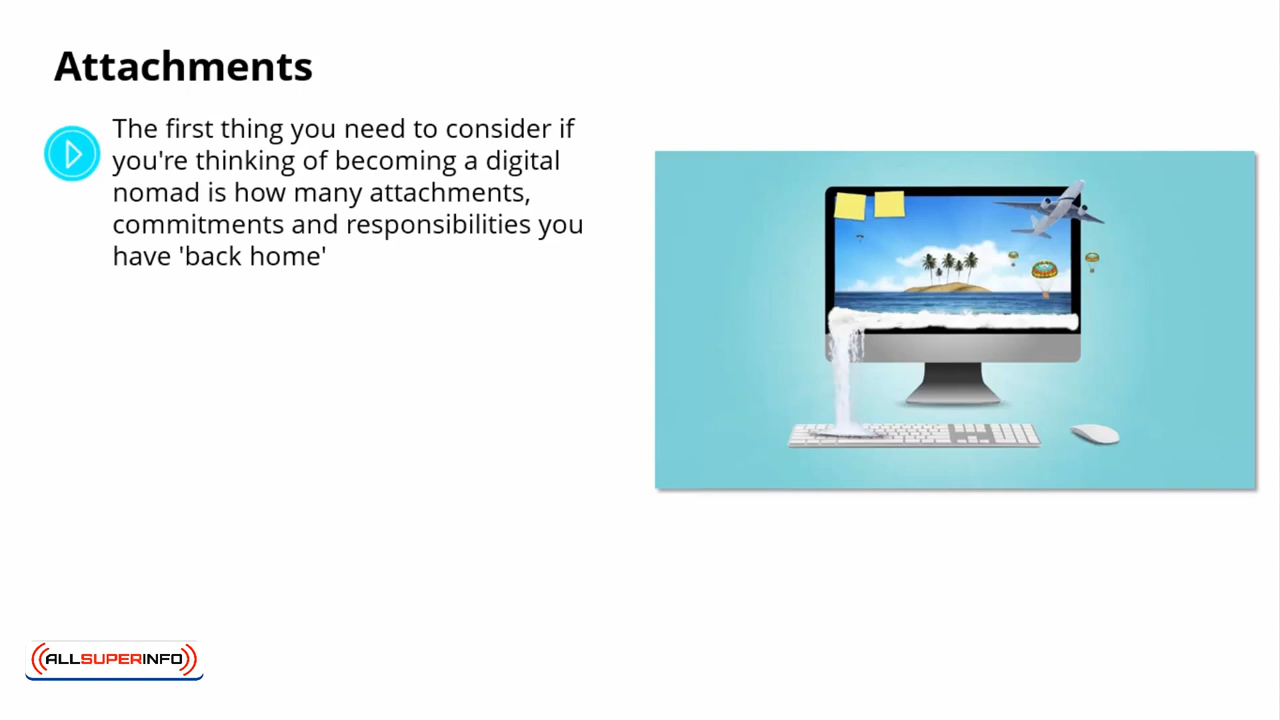 Attachments
The first thing you need to consider if
you're thinking of becoming a digital
nomad is how many attachments,
commitments and responsibilities you
have 'back home'
ALLSUPERINFO